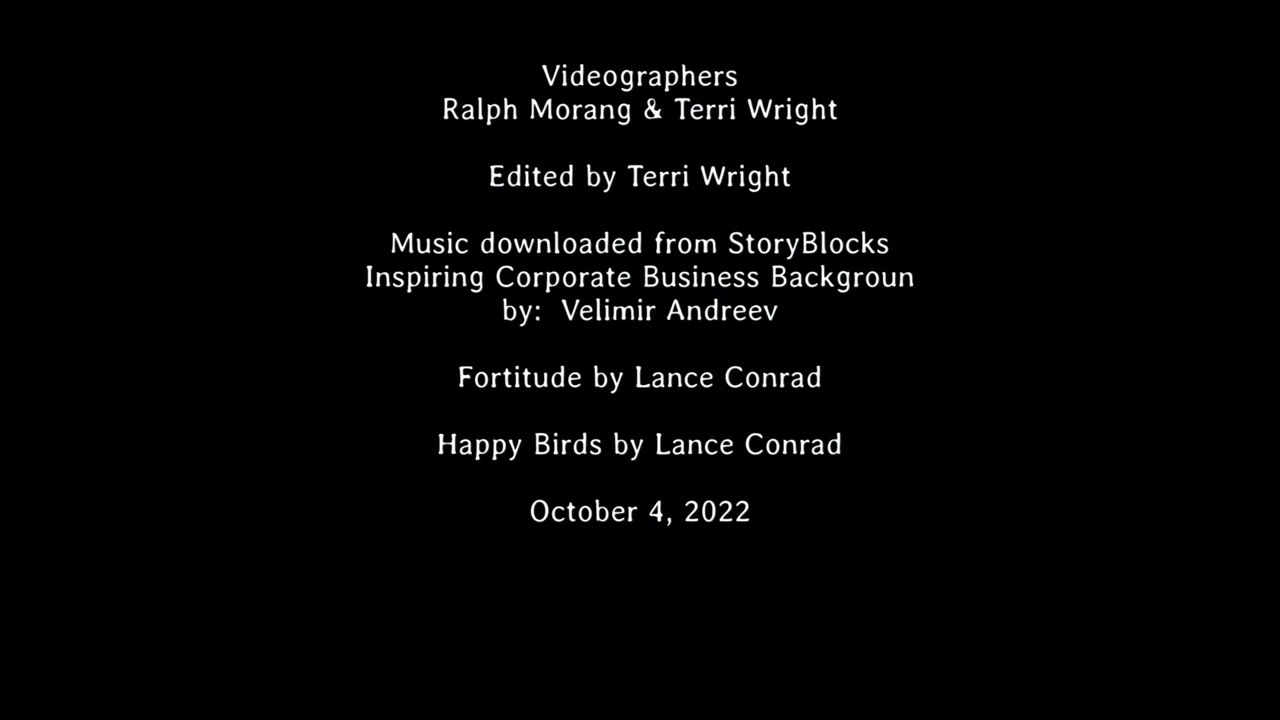 Videographers
Ralph Morang & Terri Wright
Edited by Terri Wright
Music downloaded from StoryBlocks
Inspiring Corporate Business Backgroun
by:  Velimir Andreev
Fortitude by Lance Conrad
Happy Birds by Lance Conrad
October 4, 2022